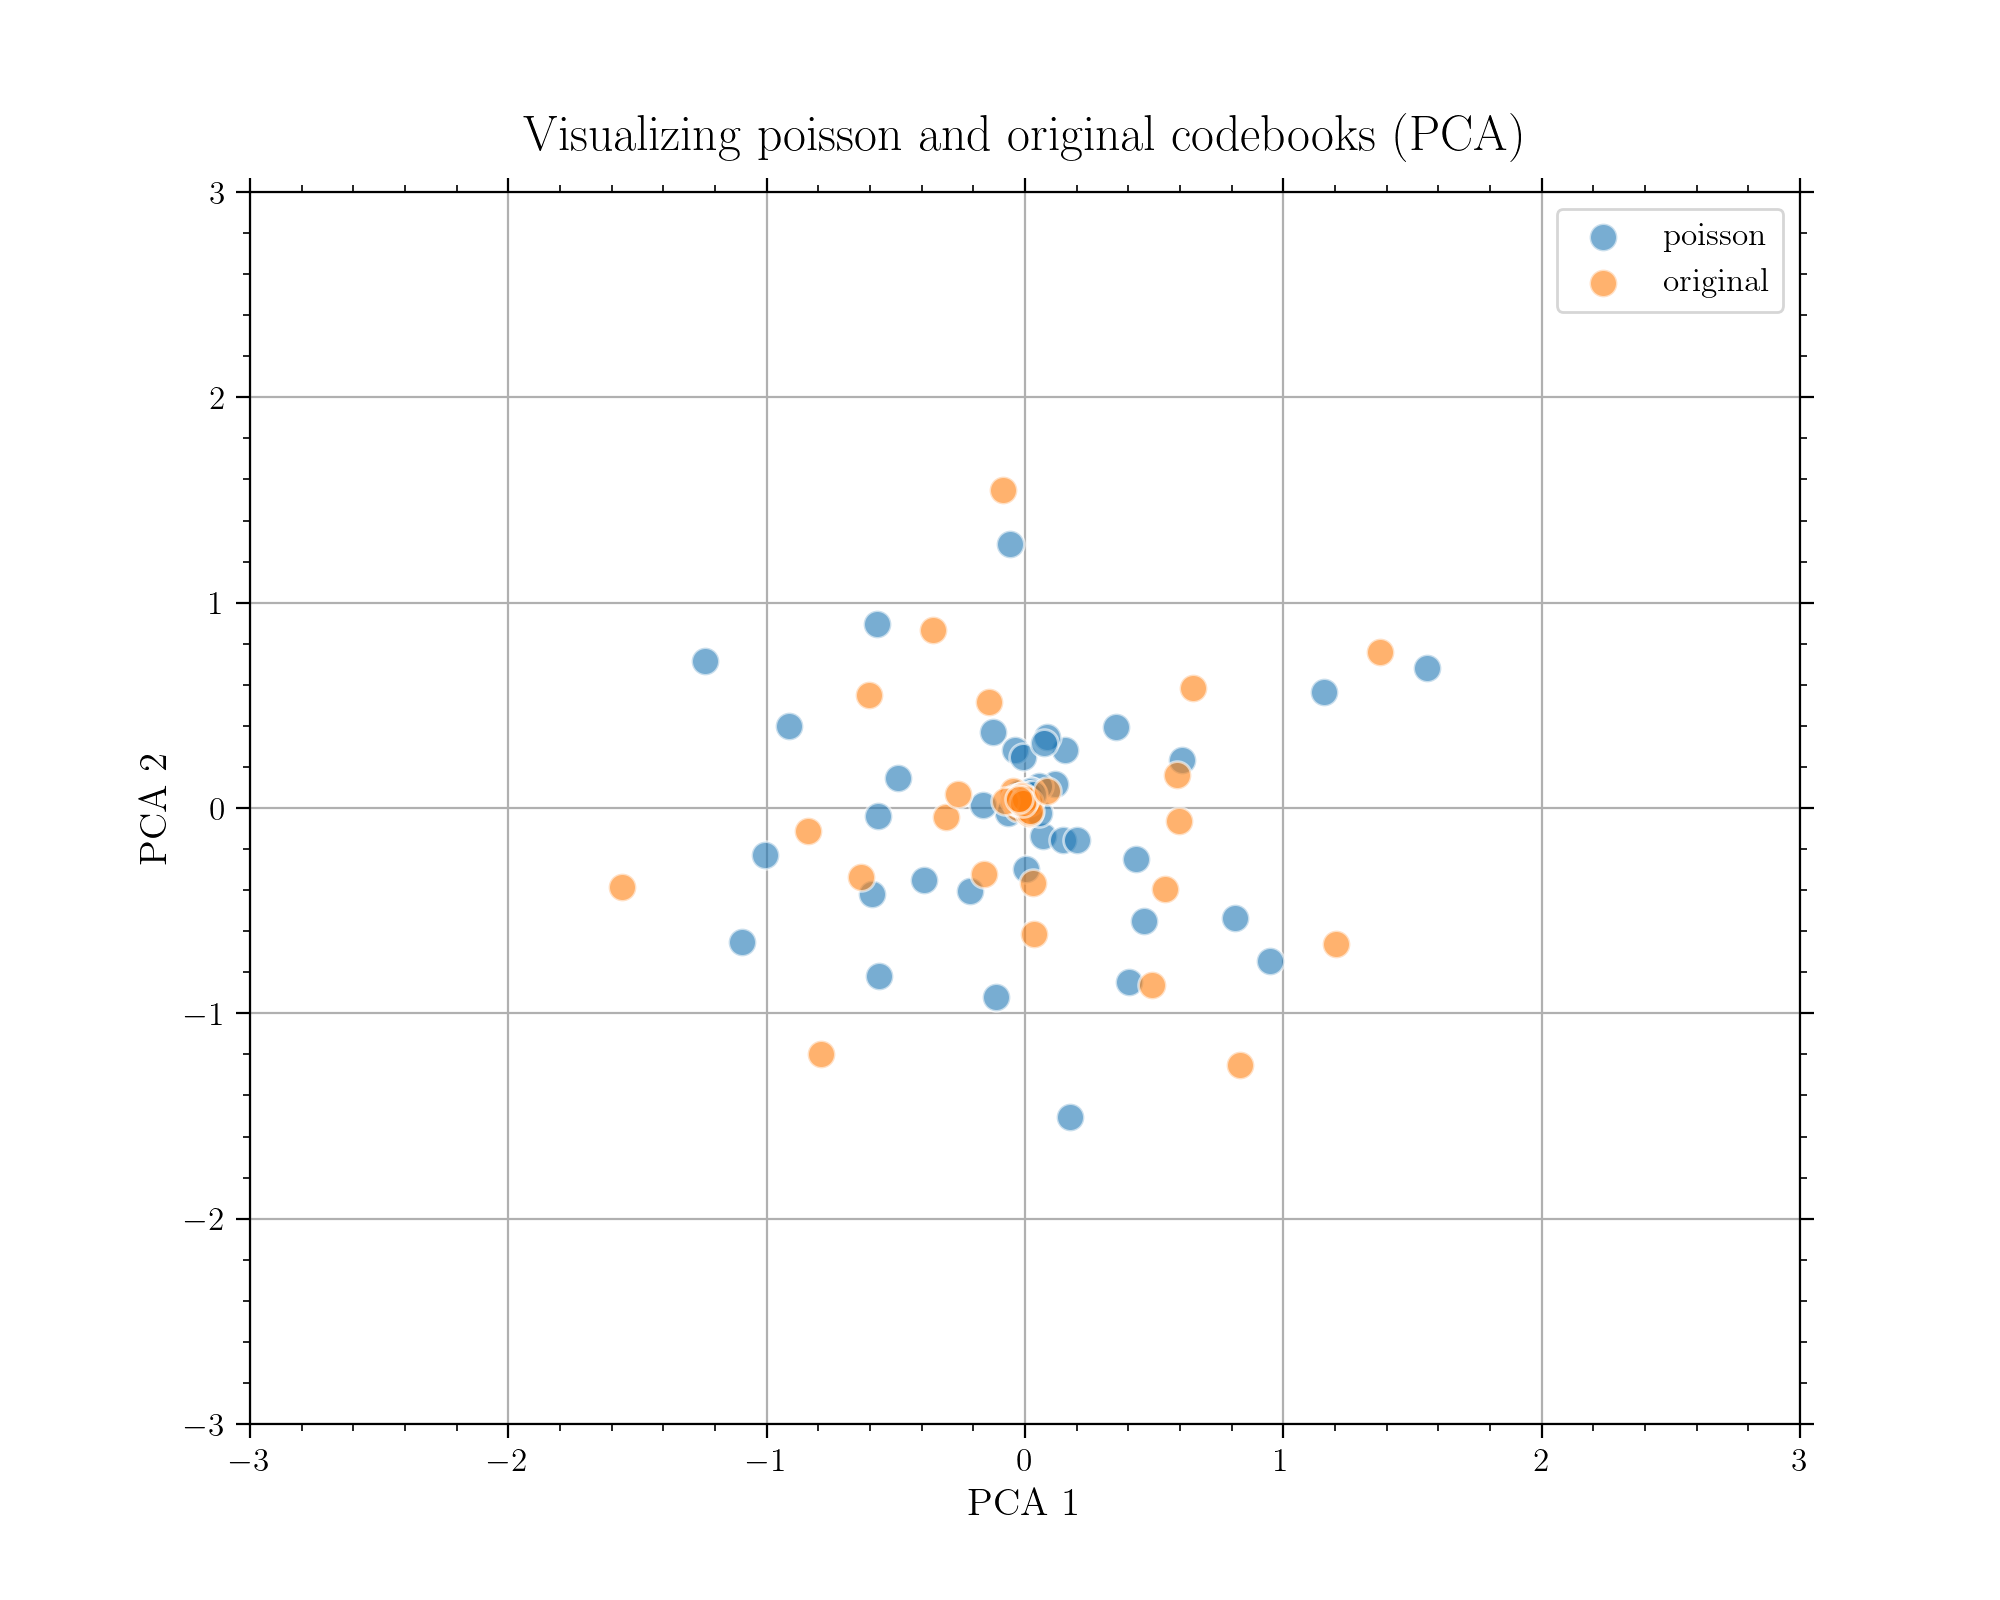 Visualizing poisson and original codebooks (PCA)
poisson
original
3
2
1
0
−1
−2
−3
PCA 2
−3
−2
−1
0
1
2
3
PCA 1